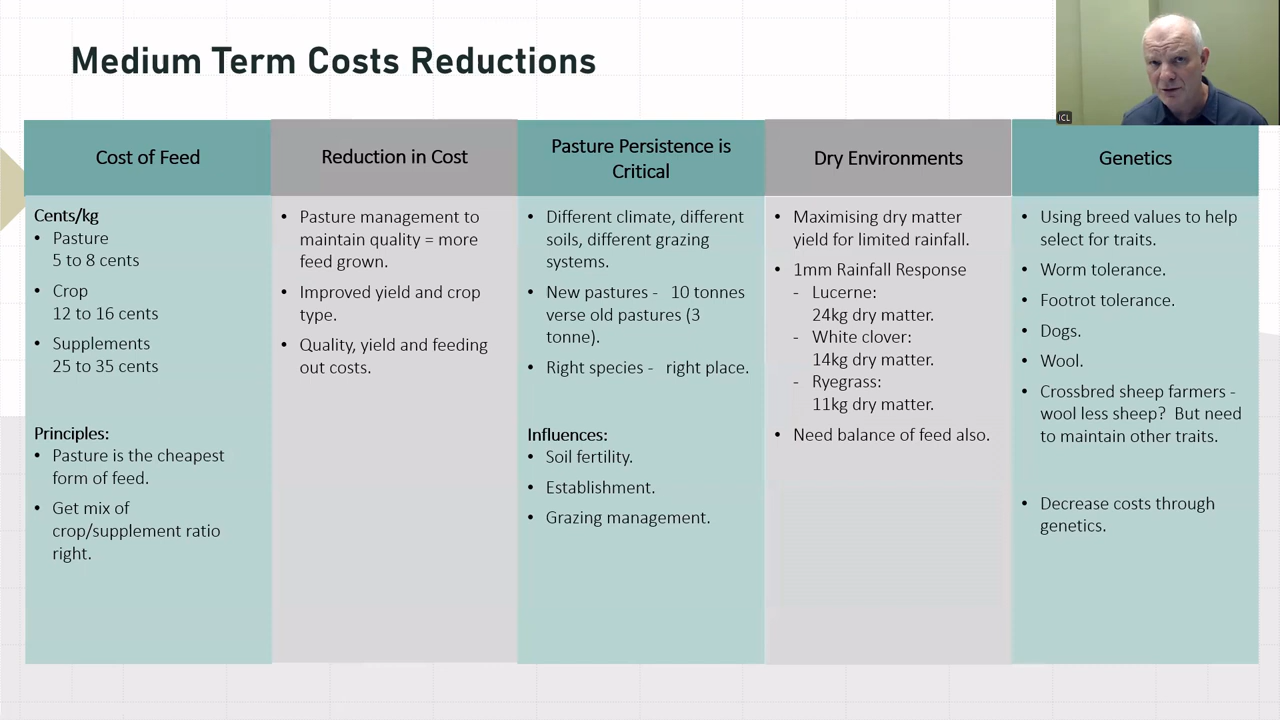 Medium Term Costs Reductions
ICL
Cost of Feed
Cents/kg
• Pasture
5 to 8 cents
• Crop
12 to 16 cents
• Supplements
25 to 35 cents
Principles:
• Pasture is the cheapest
form of feed.
• Get mix of
crop/supplement ratio
right.
Reduction in Cost
• Pasture management to
maintain quality = more
feed grown.
• Improved yield and crop
type.
• Quality, yield and feeding
out costs.
Pasture Persistence is
Critical
• Different climate, different
soils, different grazing
systems.
• New pastures - 10 tonnes
verse old pastures (3
tonne).
• Right species - right place.
Influences:
• Soil fertility.
• Establishment.
• Grazing management.
Dry Environments
• Maximising dry matter
yield for limited rainfall.
• 1mm Rainfall Response
- Lucerne:
24kg dry matter.
- White clover:
14kg dry matter.
- Ryegrass:
11kg dry matter.
• Need balance of feed also.
Genetics
• Using breed values to help
select for traits.
• Worm tolerance.
• Footrot tolerance.
• Dogs.
• Wool.
• Crossbred sheep farmers -
wool less sheep? But need
to maintain other traits.
• Decrease costs through
genetics.